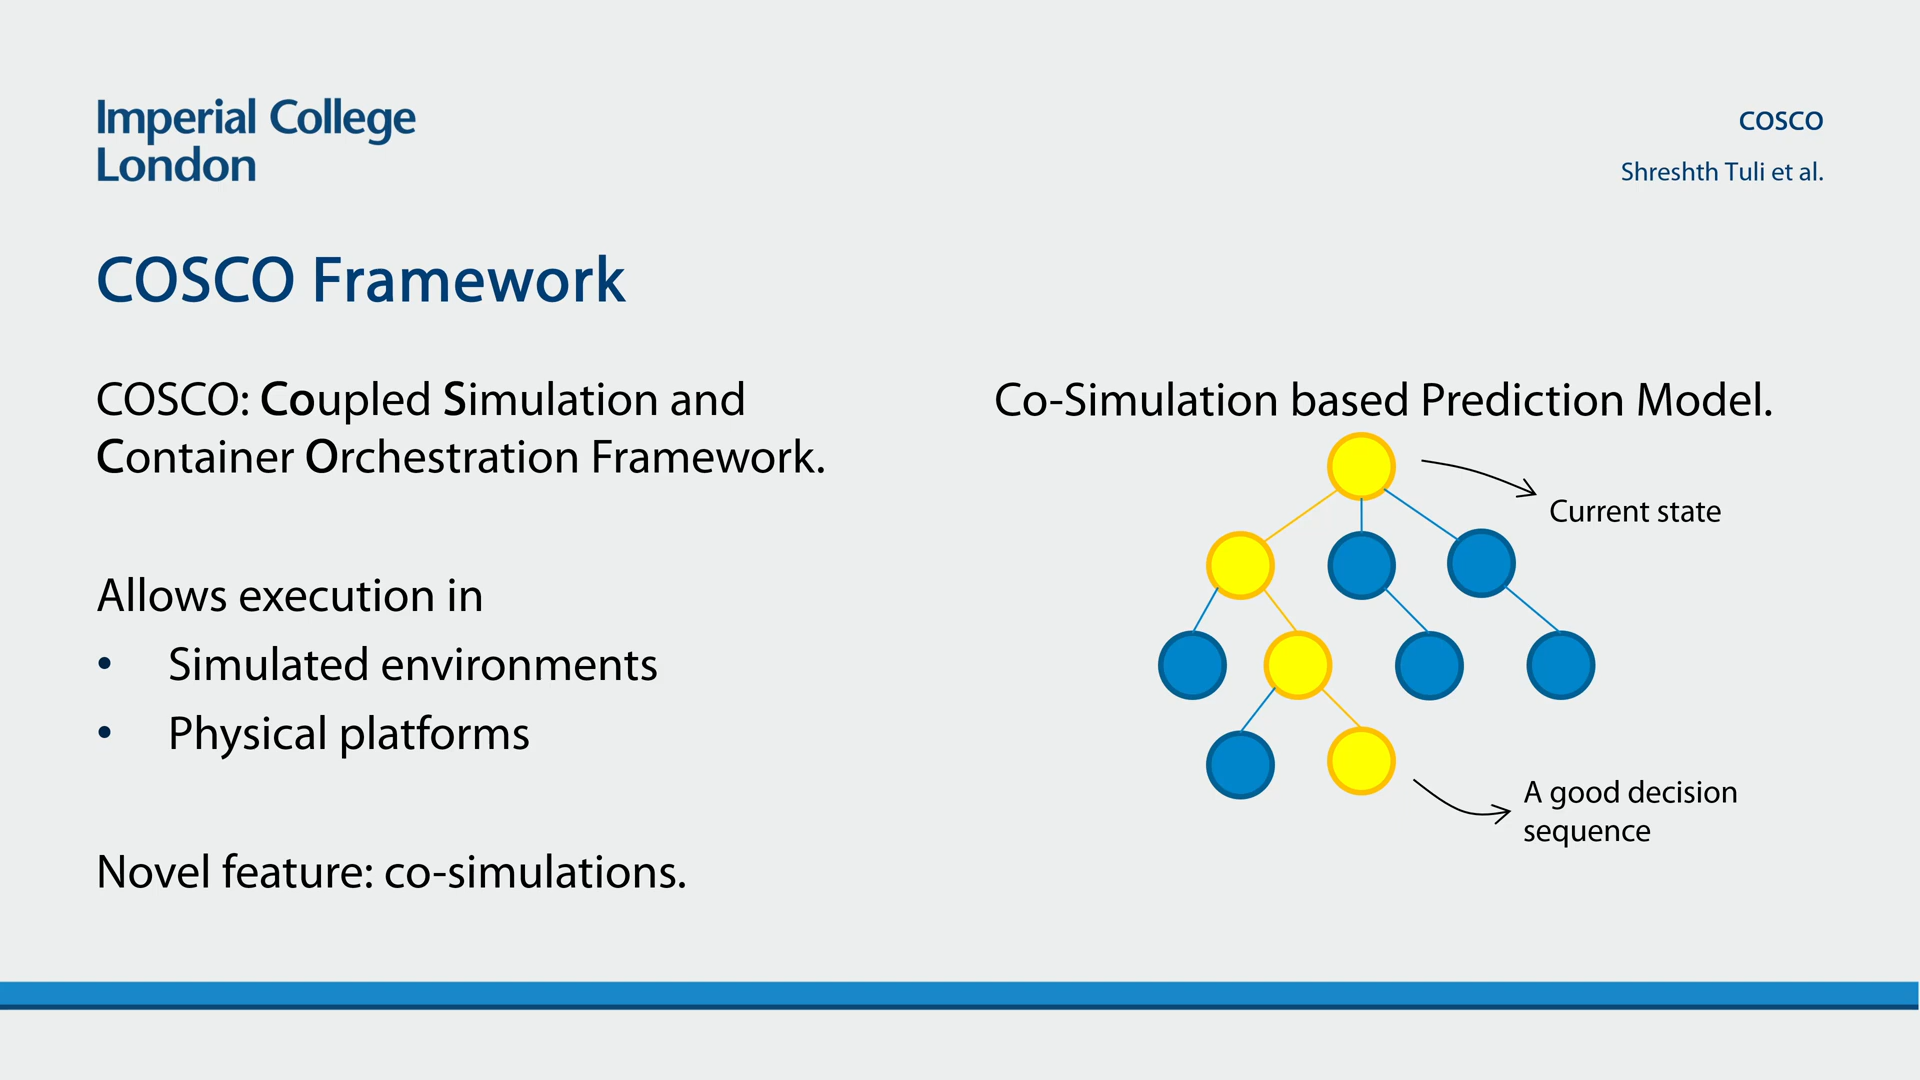 Imperial College
London
COSCO
Shreshth Tuli et al.
COSCO Framework
COSCO: Coupled Simulation and
Container Orchestration Framework.
Allows execution in
• Simulated environments
• Physical platforms
Novel feature: co-simulations.
Co-Simulation based Prediction Model.
Current state
A good decision
sequence